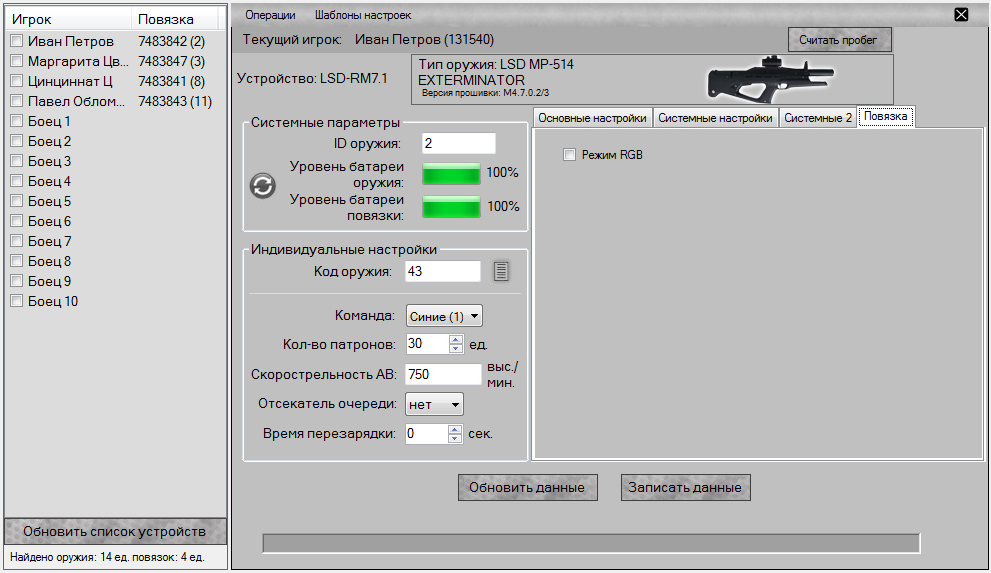 Игрок Повязка
Иван Петров 7483842 (2)
Маргарита Цв... 7483847 (3)
Цинциннат Ц 7483841 (8)
Павел Облом... 7483843 (11)
Боец 1
Боец 2
Боец 3
Боец 4
Боец 5
Боец 6
Боец 7
Боец 8
Боец 9
Боец 10
Обновить список устройств
Найдено оружия: 14 ед. повязок: 4 ед.
Операции Шаблоны настроек
Текущий игрок: Иван Петров (131540) Считать пробег
Устройство: LSD-RM7.1
Тип оружия: LSD MP-514
EXTERMINATOR
Версия прошивки: M4.7.0.2/3
Системные параметры
ID оружия: 2
Уровень батареи
оружия: 100%
Уровень батареи
повязки: 100%
Индивидуальные настройки
Код оружия: 43
Команда: Синие (1)
Кол-во патронов: 30 ед.
Скорострельность АВ: 750 выс./
мин.
Отсекатель очереди: нет
Время перезарядки: 0 сек.
Основные настройки Системные настройки Системные 2 Повязка
Режим RGB
Обновить данные Записать данные